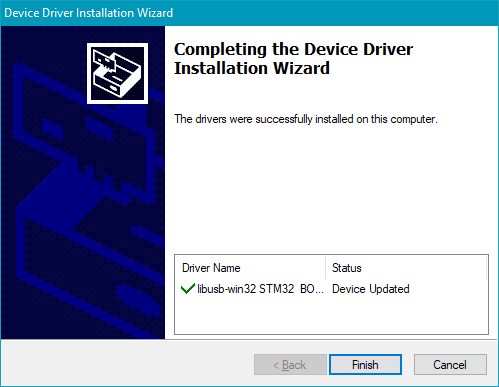 Device Driver Installation Wizard
Completing the Device Driver
Installation Wizard
The drivers were successfully installed on this computer.
Driver Name Status
libusb-win32 STM32 BO... Device Updated
< Back Finish Cancel